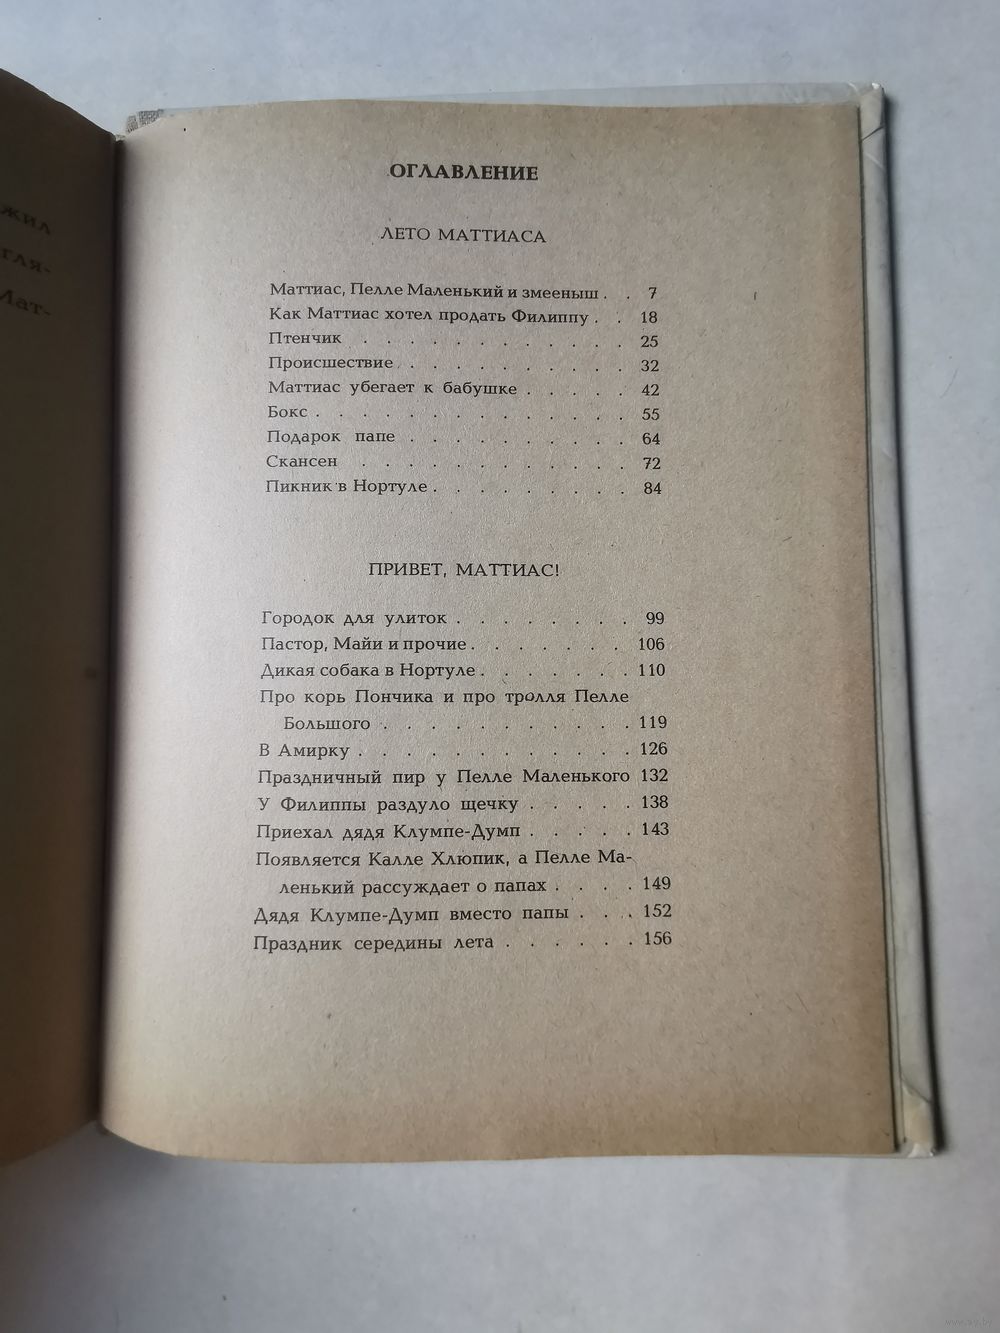 жил
гля-
Мат-
ОГЛАВЛЕНИЕ
ЛЕТО МАТТИАСА
Маттиас, Пелле Маленький и змееныш . . 7
Как Маттиас хотел продать Филиппу . . 18
Птенчик . . . . . . . . . . . 25
Происшествие . . . . . . . . . . 32
Маттиас убегает к бабушке . . . . . 42
Бокс . . . . . . . . . . . . . 55
Подарок папе . . . . . . . . . . 64
Скансен . . . . . . . . . . . . 72
Пикник в Нортуле . . . . . . . . . 84
ПРИВЕТ, МАТТИАС!
Городок для улиток . . . . . . . . 99
Пастор, Майи и прочие . . . . . . . 106
Дикая собака в Нортуле . . . . . . . 110
Про корь Пончика и про тролля Пелле
Большого . . . . . . . . . . . 119
В Амирку . . . . . . . . . . . . 126
Праздничный пир у Пелле Маленького 132
У Филиппы раздуло щечку . . . . . 138
Приехал дядя Клумпе-Думп . . . . . 143
Появляется Калле Хлюпик, а Пелле Ма-
ленький рассуждает о папах . . . . 149
Дядя Клумпе-Думп вместо папы . . . 152
Праздник середины лета . . . . . . 156
www.ay.by